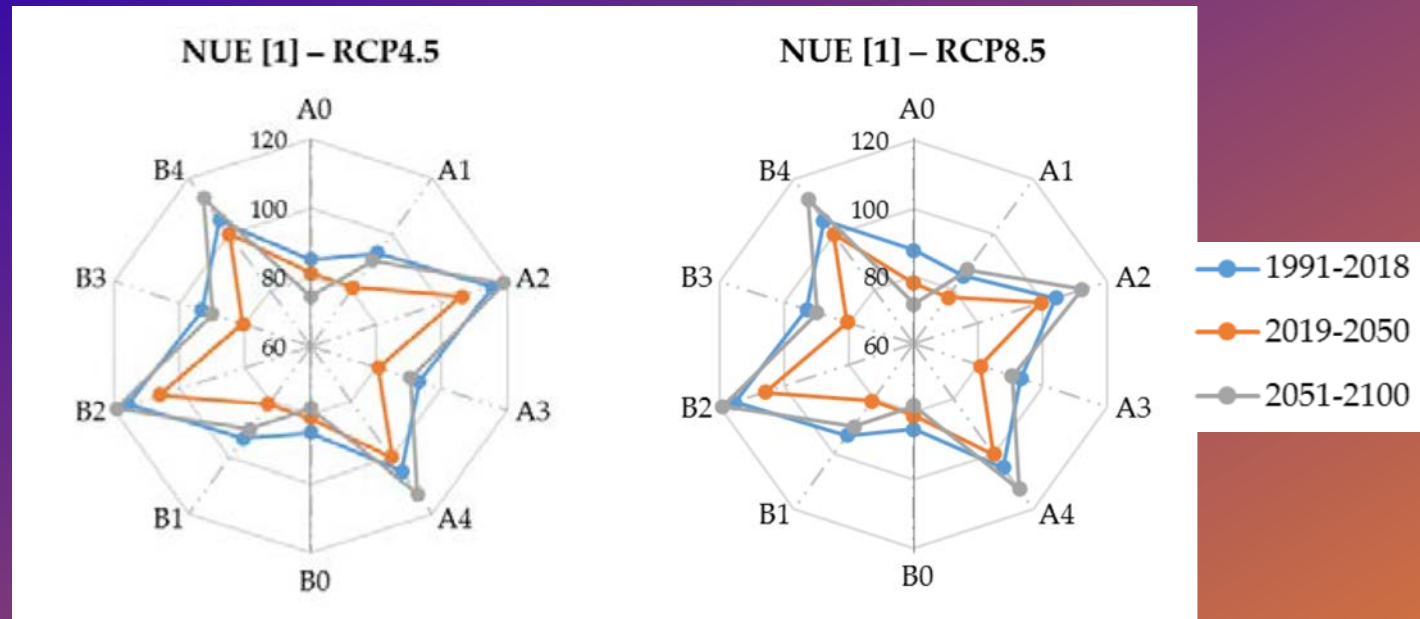 NUE [1] – RCP4.5
A0
120
B4
A1
100
B3
80
A2
60
B2
A3
B1
A4
B0
NUE [1] – RCP8.5
A0
120
B4
A1
100
B3
80
A2
60
B2
A3
B1
A4
B0
1991-2018
2019-2050
2051-2100